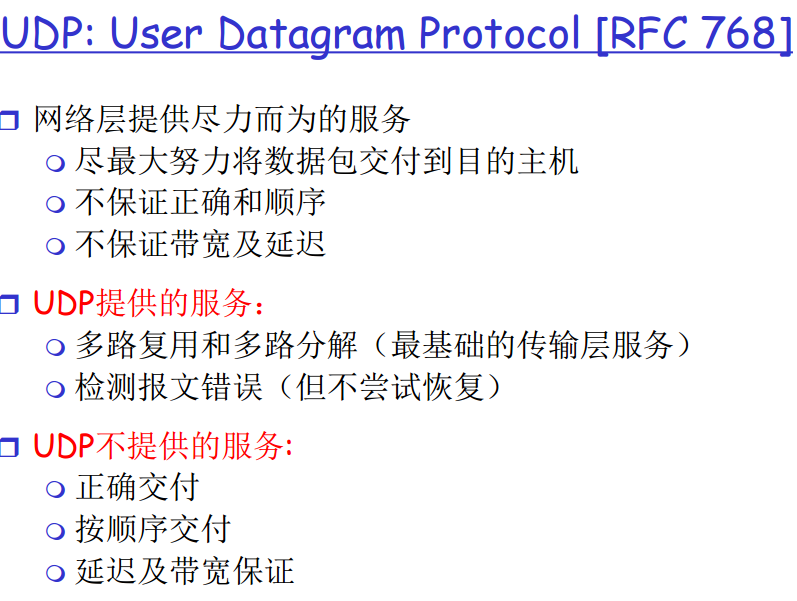 UDP: User Datagram Protocol [RFC 768]
网络层提供尽力而为的服务
尽最大努力将数据包交付到目的主机
不保证正确和顺序
不保证带宽及延迟
UDP提供的服务：
多路复用和多路分解（最基础的传输层服务）
检测报文错误（但不尝试恢复）
UDP不提供的服务:
正确交付
按顺序交付
延迟及带宽保证